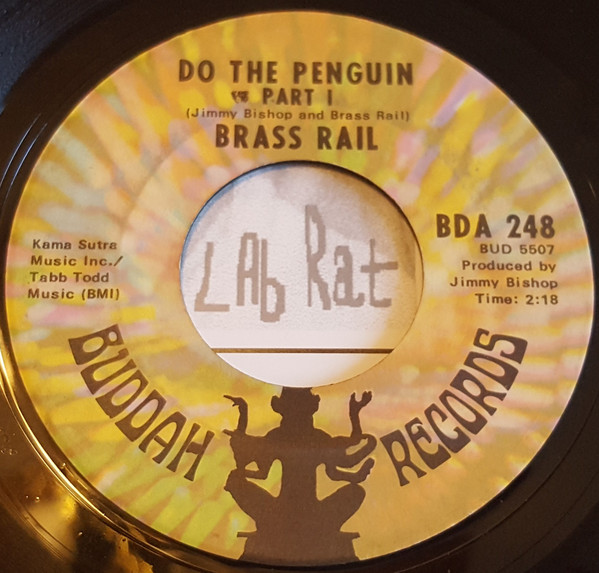 DO THE PENGUIN
PART I
(Jimmy Bishop and Brass Rail)
BRASS RAIL
Kama Sutra
Music Inc./
Tabb Todd
Music (BMI)
LAb Rat
BDA 248
BUD 5507
Produced by
Jimmy Bishop
Time: 2:18
BUDDAH RECORDS